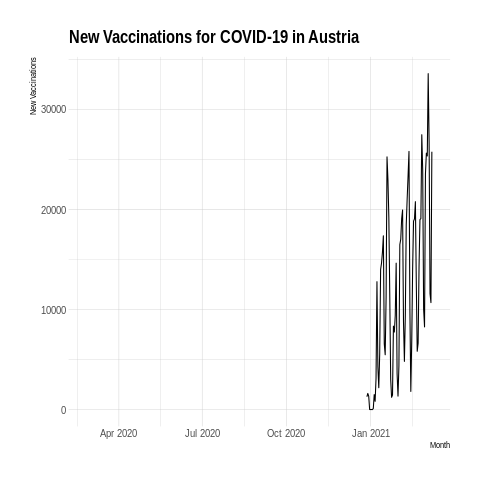 New Vaccinations for COVID-19 in Austria
New Vaccinations
30000
20000
10000
0
Apr 2020
Jul 2020
Oct 2020
Jan 2021
Month